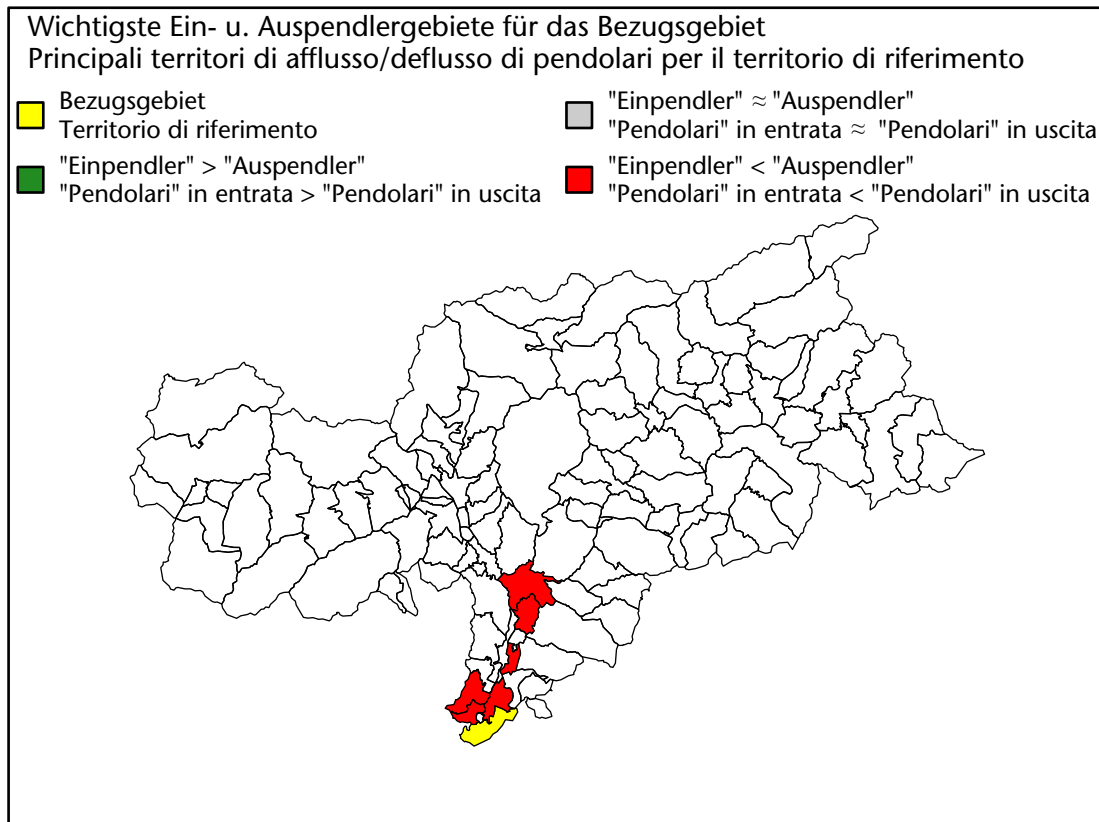 Wichtigste Ein- u. Auspendlergebiete für das Bezugsgebiet
Principali territori di afflusso/deflusso di pendolari per il territorio di riferimento
Bezugsgebiet
Territorio di riferimento
"Einpendler" ≈ "Auspendler"
"Pendolari" in entrata ≈ "Pendolari" in uscita
"Einpendler" > "Auspendler"
"Pendolari" in entrata > "Pendolari" in uscita
"Einpendler" < "Auspendler"
"Pendolari" in entrata < "Pendolari" in uscita